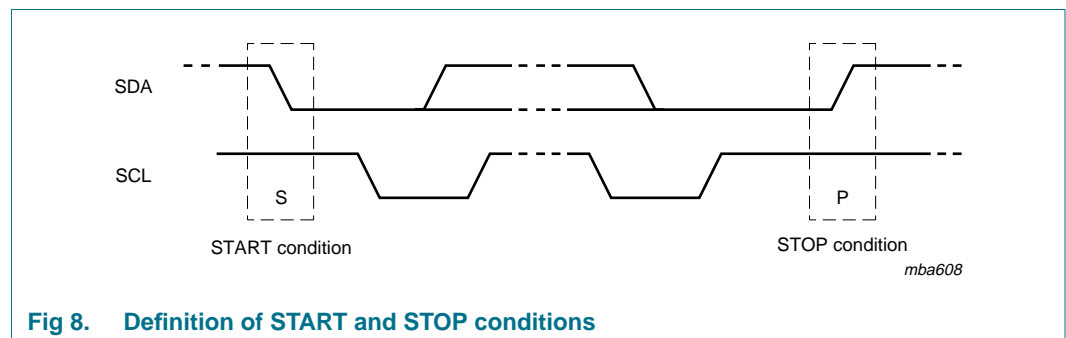 SDA
SCL
S
P
START condition
STOP condition
mba608
Fig 8. Definition of START and STOP conditions